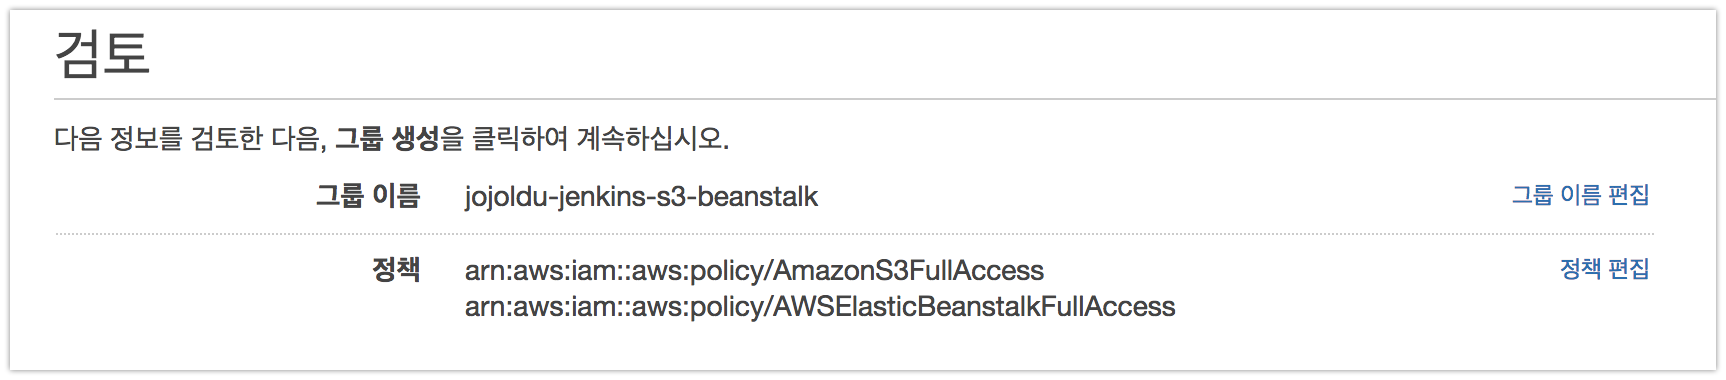 검토
다음 정보를 검토한 다음, 그룹 생성을 클릭하여 계속하십시오.
그룹 이름 jojoldu-jenkins-s3-beanstalk 그룹 이름 편집
정책 arn:aws:iam::aws:policy/AmazonS3FullAccess 정책 편집
arn:aws:iam::aws:policy/AWSElasticBeanstalkFullAccess